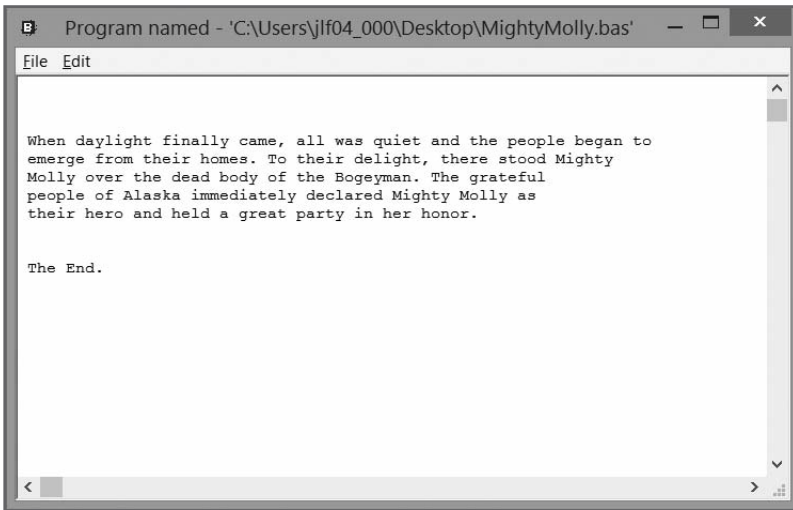 Program named - 'C:\Users\jlf04_000\Desktop\MightyMolly.bas'
File Edit
When daylight finally came, all was quiet and the people began to
emerge from their homes. To their delight, there stood Mighty
Molly over the dead body of the Bogeyman. The grateful
people of Alaska immediately declared Mighty Molly as
their hero and held a great party in her honor.
The End.